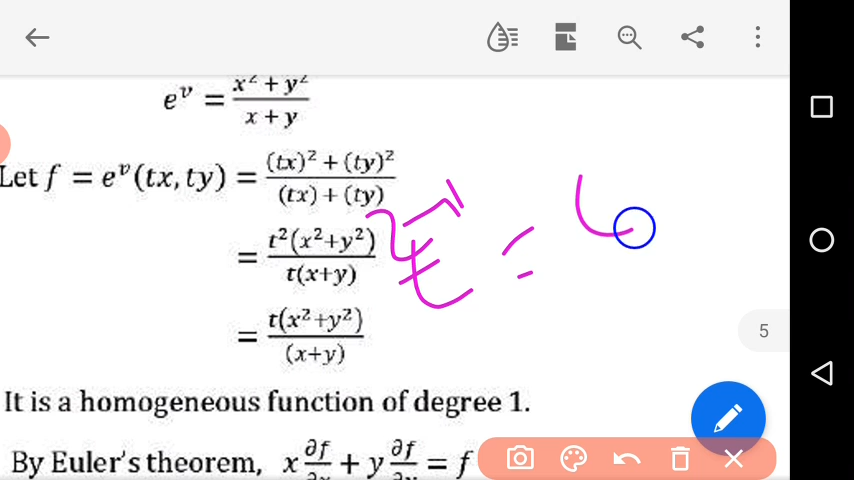 e^v = (x² + y²)/(x + y)
Let f = e^v(tx, ty) = ((tx)² + (ty)²)/((tx) + (ty))
= t²(x²+y²)/t(x+y)
= t(x²+y²)/(x+y)
5
It is a homogeneous function of degree 1.
By Euler's theorem, x ∂f/∂x + y ∂f/∂y = f